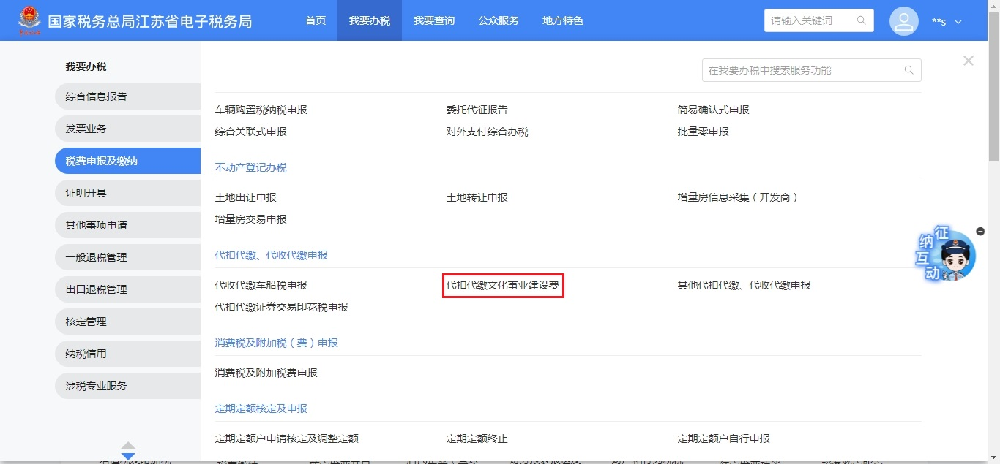 国家税务总局江苏省电子税务局 首页 我要办税 我要查询 公众服务 地方特色 请输入关键词 **s
我要办税
综合信息报告
发票业务
税费申报及缴纳
证明开具
其他事项申请
一般退税管理
出口退税管理
核定管理
纳税信用
涉税专业服务
在我要办税中搜索服务功能
车辆购置税纳税申报 委托代征报告 简易确认式申报
综合关联式申报 对外支付综合办税 批量零申报
不动产登记办税
土地出让申报 土地转让申报 增量房信息采集（开发商）
增量房交易申报
代扣代缴、代收代缴申报
代收代缴车船税申报 代扣代缴文化事业建设费 其他代扣代缴、代收代缴申报
代扣代缴证券交易印花税申报
消费税及附加税（费）申报
消费税及附加税费申报
定期定额核定及申报
定期定额户申请核定及调整定额 定期定额终止 定期定额户自行申报
征纳互动